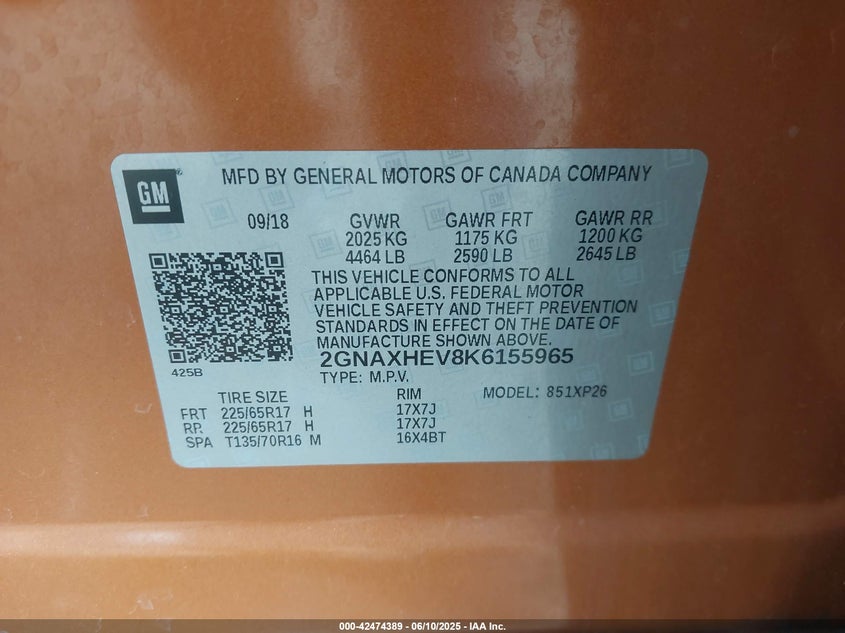 GM
MFD BY GENERAL MOTORS OF CANADA COMPANY
09/18 GVWR GAWR FRT GAWR RR
2025 KG 1175 KG 1200 KG
4464 LB 2590 LB 2645 LB
THIS VEHICLE CONFORMS TO ALL
APPLICABLE U.S. FEDERAL MOTOR
VEHICLE SAFETY AND THEFT PREVENTION
STANDARDS IN EFFECT ON THE DATE OF
MANUFACTURE SHOWN ABOVE.
2GNAXHEV8K6155965
425B
TYPE: M.P.V.
TIRE SIZE RIM MODEL: 851XP26
FRT 225/65R17 H 17X7J
RR 225/65R17 H 17X7J
SPA T135/70R16 M 16X4BT
000-42474389 - 06/10/2025 - IAA Inc.